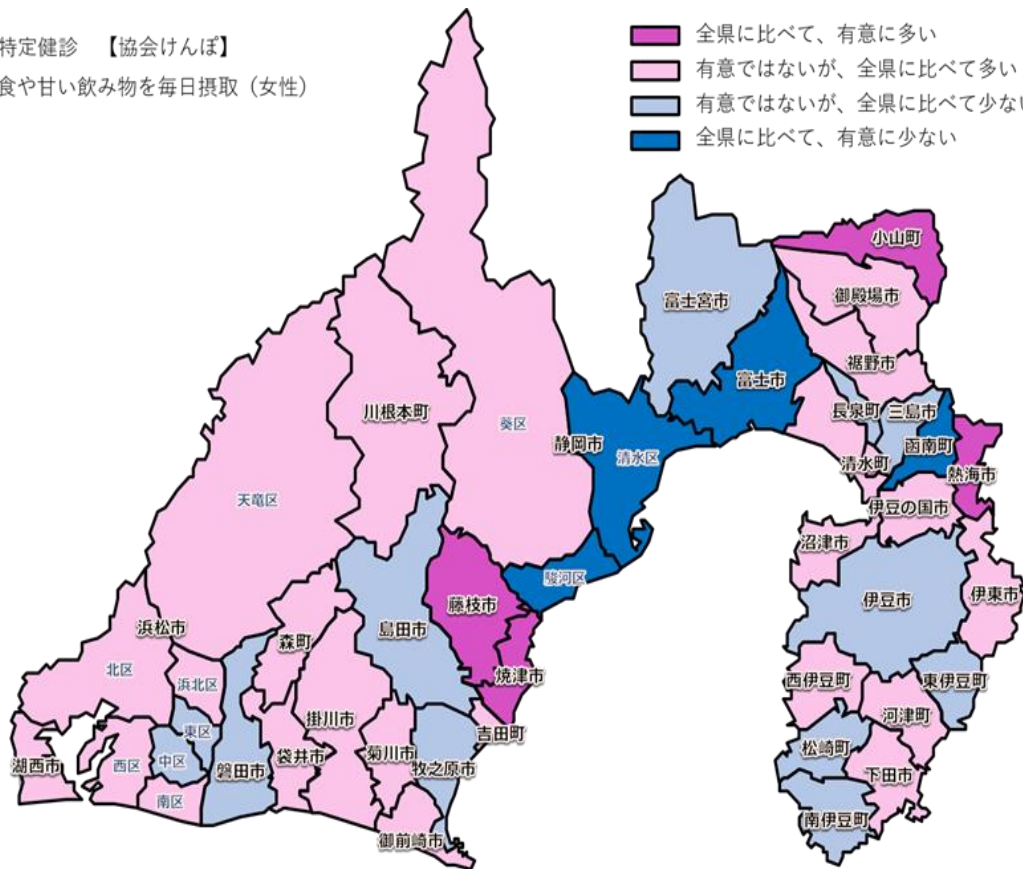 特定健診　【協会けんぽ】
食や甘い飲み物を毎日摂取（女性）
全県に比べて、有意に多い
有意ではないが、全県に比べて多い
有意ではないが、全県に比べて少ない
全県に比べて、有意に少ない
小山町
御殿場市
富士宮市
裾野市
富士市
長泉町
三島市
川根本町
葵区
静岡市
清水区
函南町
清水町
熱海市
天竜区
伊豆の国市
沼津市
駿河区
伊東市
伊豆市
藤枝市
島田市
浜松市
森町
北区
浜北区
焼津市
西伊豆町
東伊豆町
河津町
掛川市
東区
吉田町
松崎町
湖西市
西区
中区
磐田市
袋井市
菊川市
牧之原市
下田市
南区
南伊豆町
御前崎市